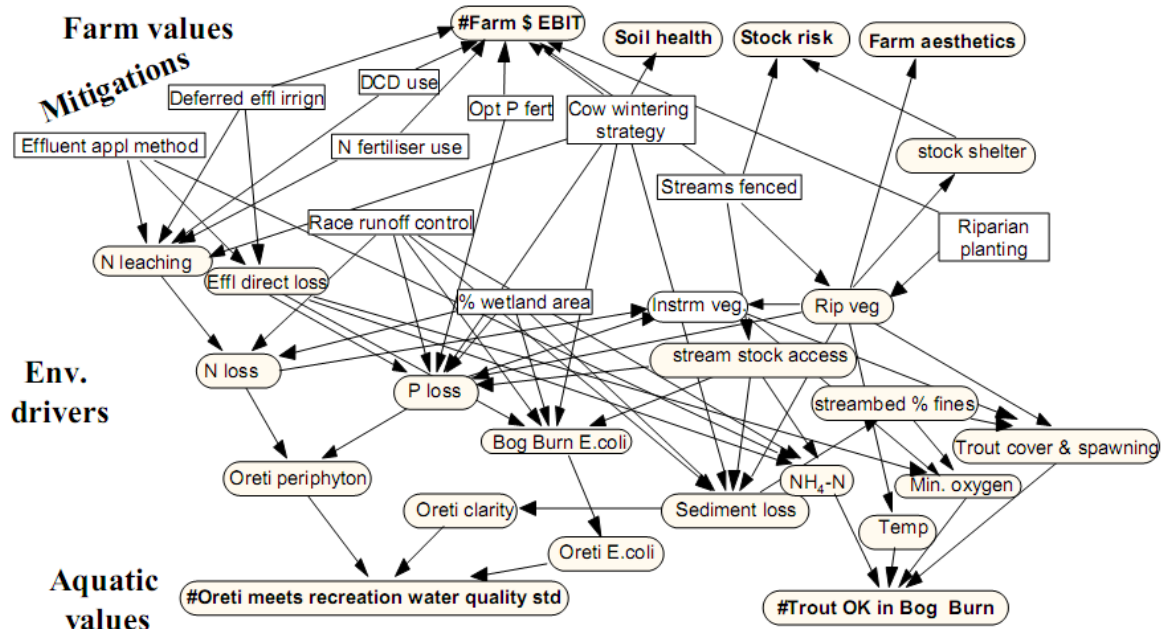 Farm values
#Farm $ EBIT
Soil health
Stock risk
Farm aesthetics
Mitigations
Deferred effl irrign
DCD use
Opt P fert
Cow wintering
strategy
Effluent appl method
N fertiliser use
stock shelter
Streams fenced
Riparian
planting
Race runoff control
N leaching
Effl direct loss
% wetland area
Instrm veg
Rip veg
Env.
drivers
N loss
P loss
stream stock access
streambed % fines
Bog Burn E.coli
Trout cover & spawning
Oreti periphyton
NH4-N
Min. oxygen
Oreti clarity
Sediment loss
Temp
Oreti E.coli
Aquatic
values
#Oreti meets recreation water quality std
#Trout OK in Bog Burn